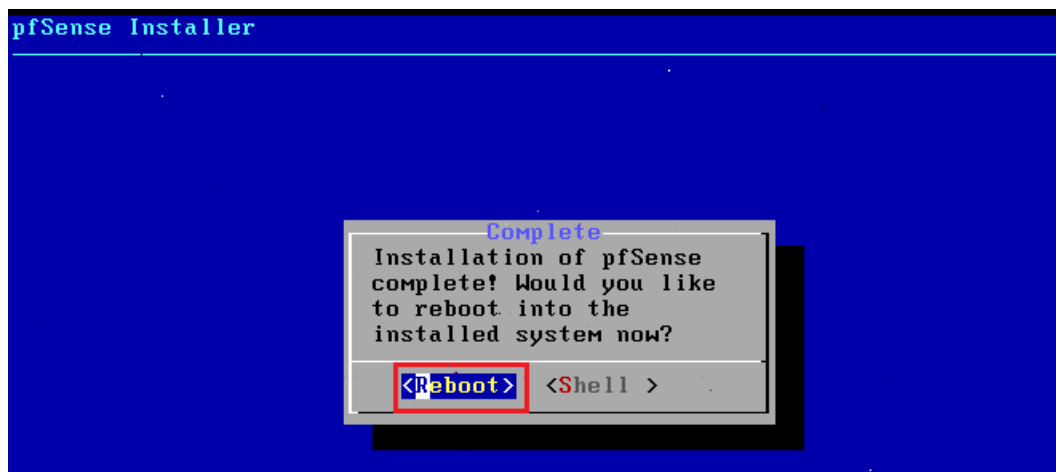 pfSense Installer
Complete
Installation of pfSense
complete! Would you like
to reboot into the
installed system now?
<Reboot> <Shell >